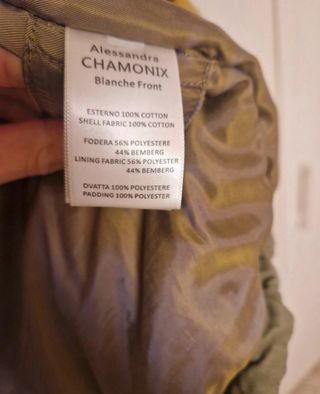 Alessandra
CHAMONIX
Blanche Front
ESTERNO 100% COTTON
SHELL FABRIC 100% COTTON
FODERA 56% POLYESTERE
44% BEMBERG
LINING FABRIC 56% POLYESTER
44% BEMBERG
OVATTA 100% POLYESTERE
PADDING 100% POLYESTER